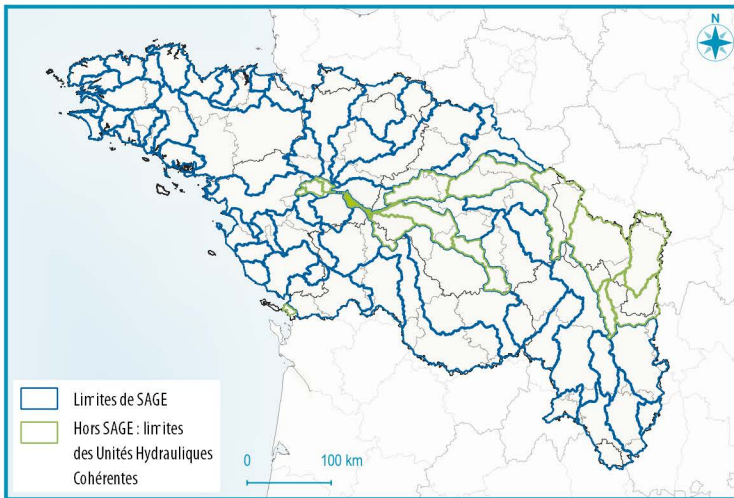 N
Limites de SAGE
Hors SAGE : limites
des Unités Hydrauliques
Cohérentes
0 100 km